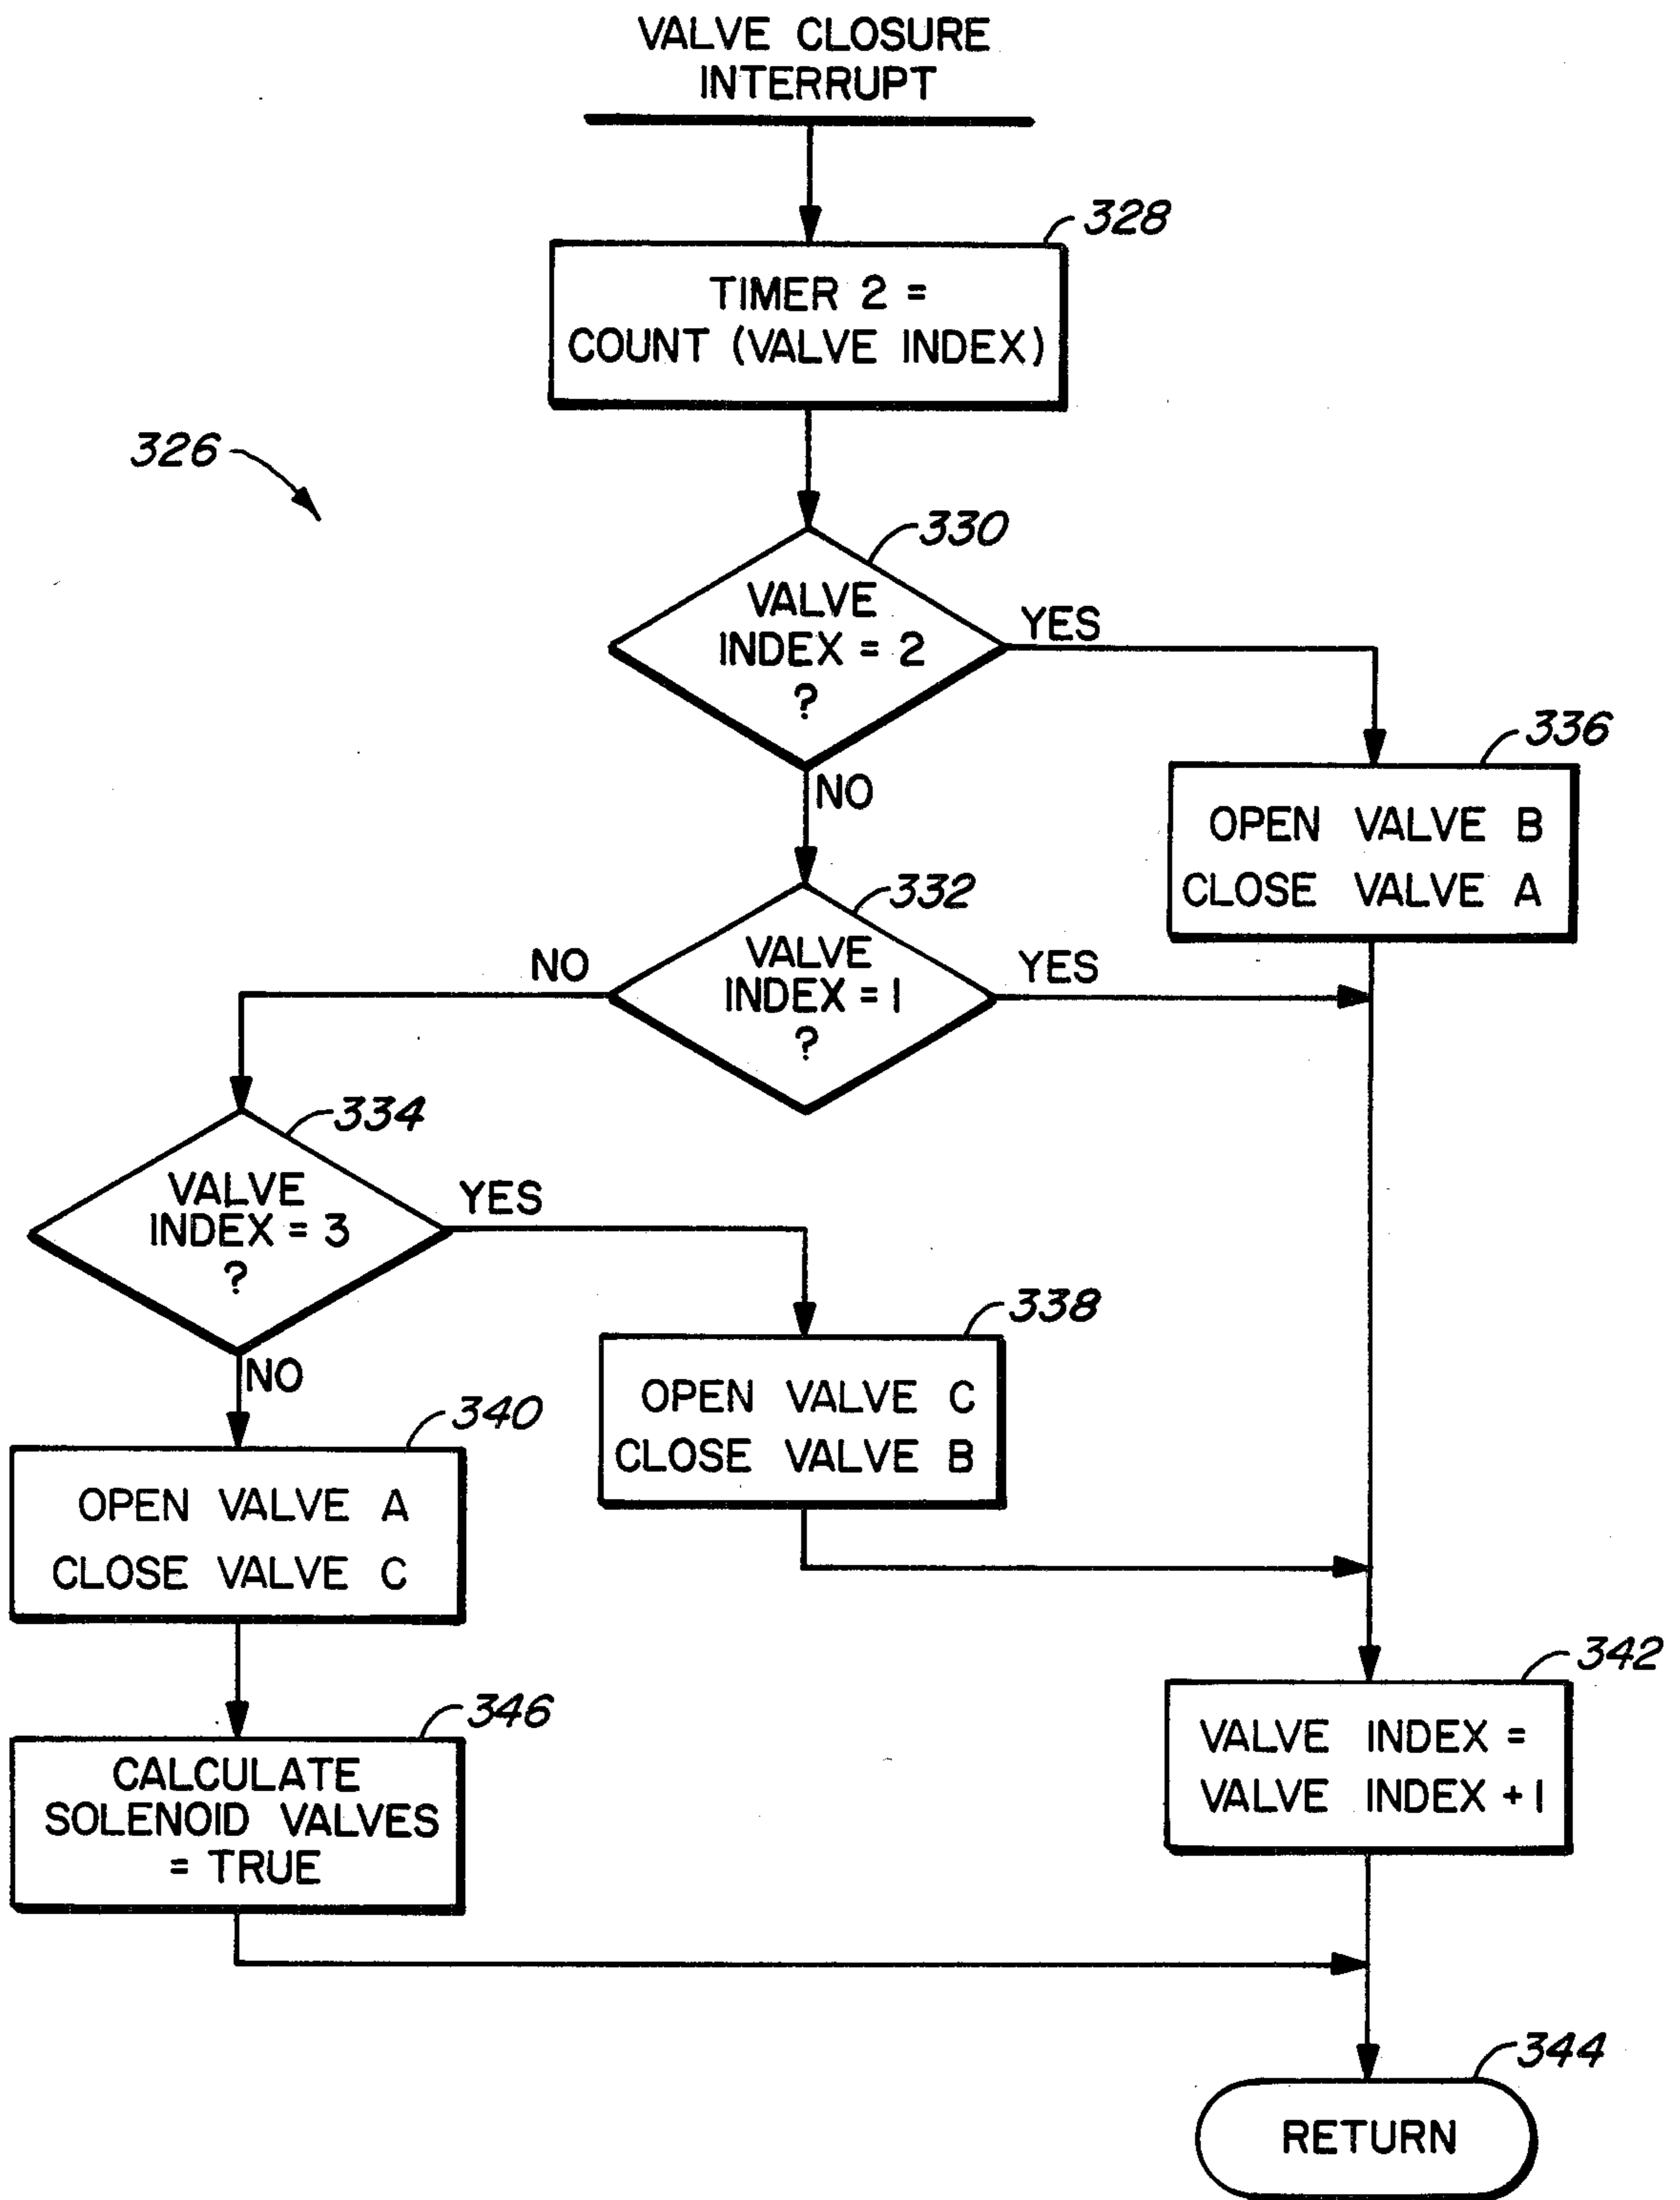 VALVE CLOSURE
INTERRUPT
328
TIMER 2 =
COUNT (VALVE INDEX)
326
330
VALVE
INDEX = 2
?
YES
NO
336
OPEN VALVE B
CLOSE VALVE A
332
VALVE
INDEX = 1
?
NO
YES
334
VALVE
INDEX = 3
?
YES
NO
338
OPEN VALVE C
CLOSE VALVE B
340
OPEN VALVE A
CLOSE VALVE C
342
VALVE INDEX =
VALVE INDEX + 1
346
CALCULATE
SOLENOID VALVES
= TRUE
344
RETURN